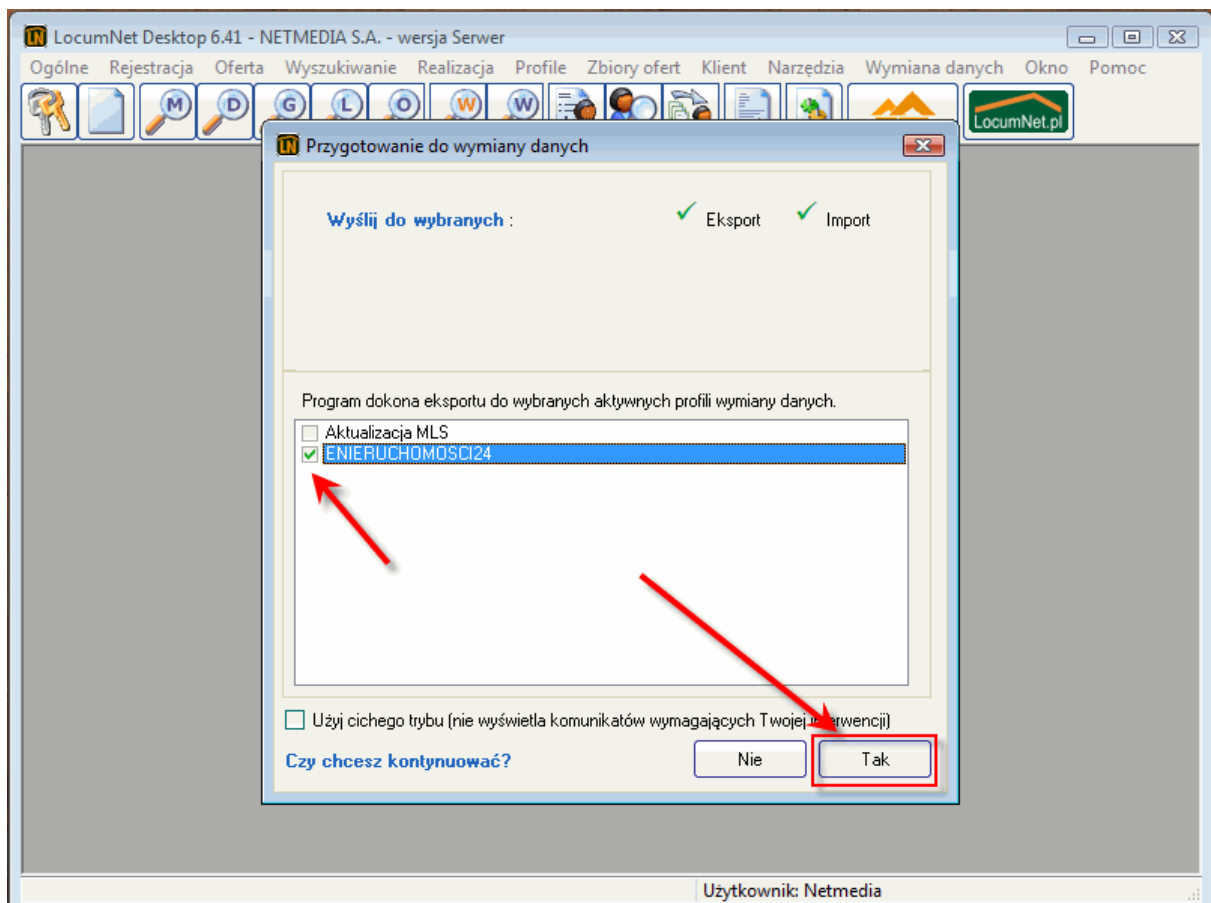 LocumNet Desktop 6.41 - NETMEDIA S.A. - wersja Serwer
Ogólne Rejestracja Oferta Wyszukiwanie Realizacja Profile Zbiory ofert Klient Narzędzia Wymiana danych Okno Pomoc
M D G L O W W LocumNet.pl
Przygotowanie do wymiany danych
Wyślij do wybranych : Eksport Import
Program dokona eksportu do wybranych aktywnych profili wymiany danych.
Aktualizacja MLS
ENIERUCHOMOSCI24
Użyj cichego trybu (nie wyświetla komunikatów wymagających Twojej interwencji)
Czy chcesz kontynuować? Nie Tak
Użytkownik: Netmedia